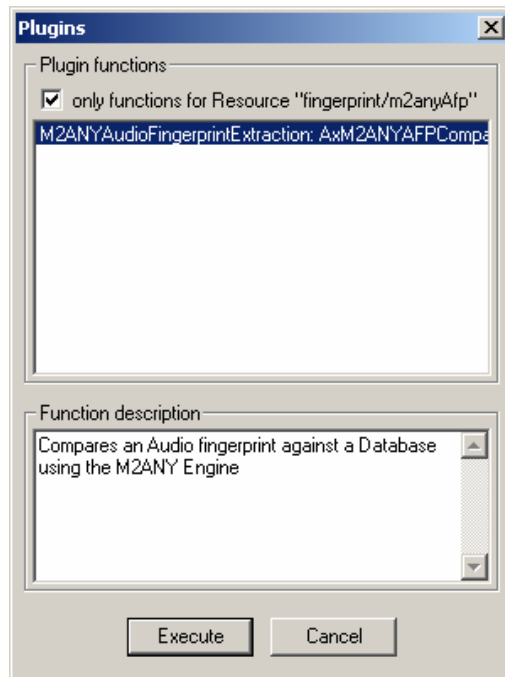 Plugins
Plugin functions
only functions for Resource "fingerprint/m2anyAfp"
M2ANYAudioFingerprintExtraction: AxM2ANYAFPCompa
Function description
Compares an Audio fingerprint against a Database
using the M2ANY Engine
Execute
Cancel